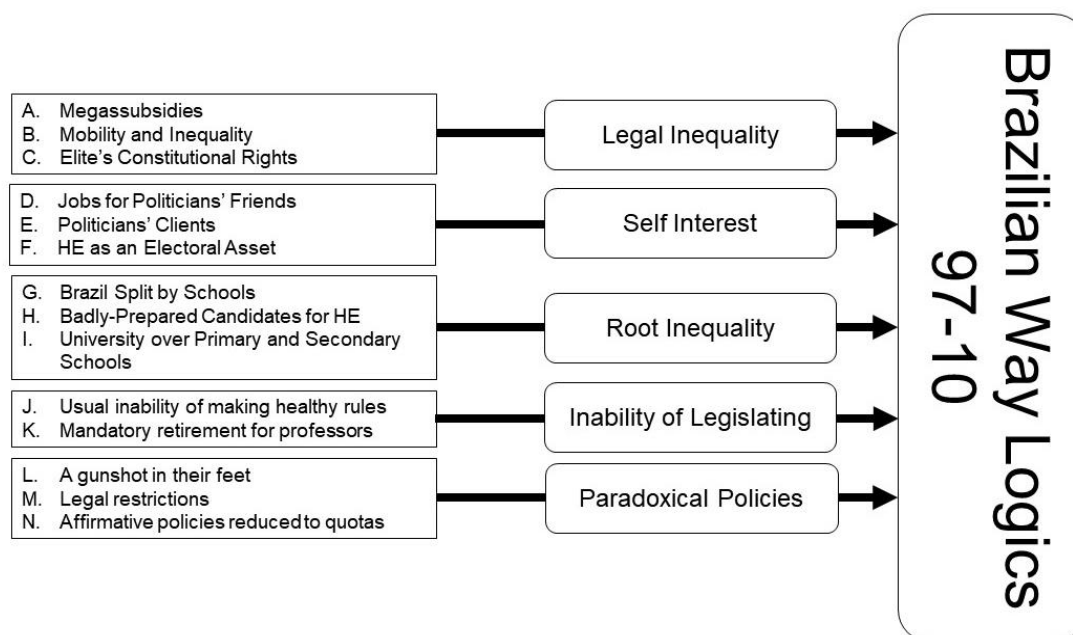 A. Megassubsidies
B. Mobility and Inequality
C. Elite's Constitutional Rights
Legal Inequality
D. Jobs for Politicians' Friends
E. Politicians' Clients
F. HE as an Electoral Asset
Self Interest
G. Brazil Split by Schools
H. Badly-Prepared Candidates for HE
I. University over Primary and Secondary
Schools
Root Inequality
J. Usual inability of making healthy rules
K. Mandatory retirement for professors
Inability of Legislating
L. A gunshot in their feet
M. Legal restrictions
N. Affirmative policies reduced to quotas
Paradoxical Policies
Brazilian Way Logics
97-10